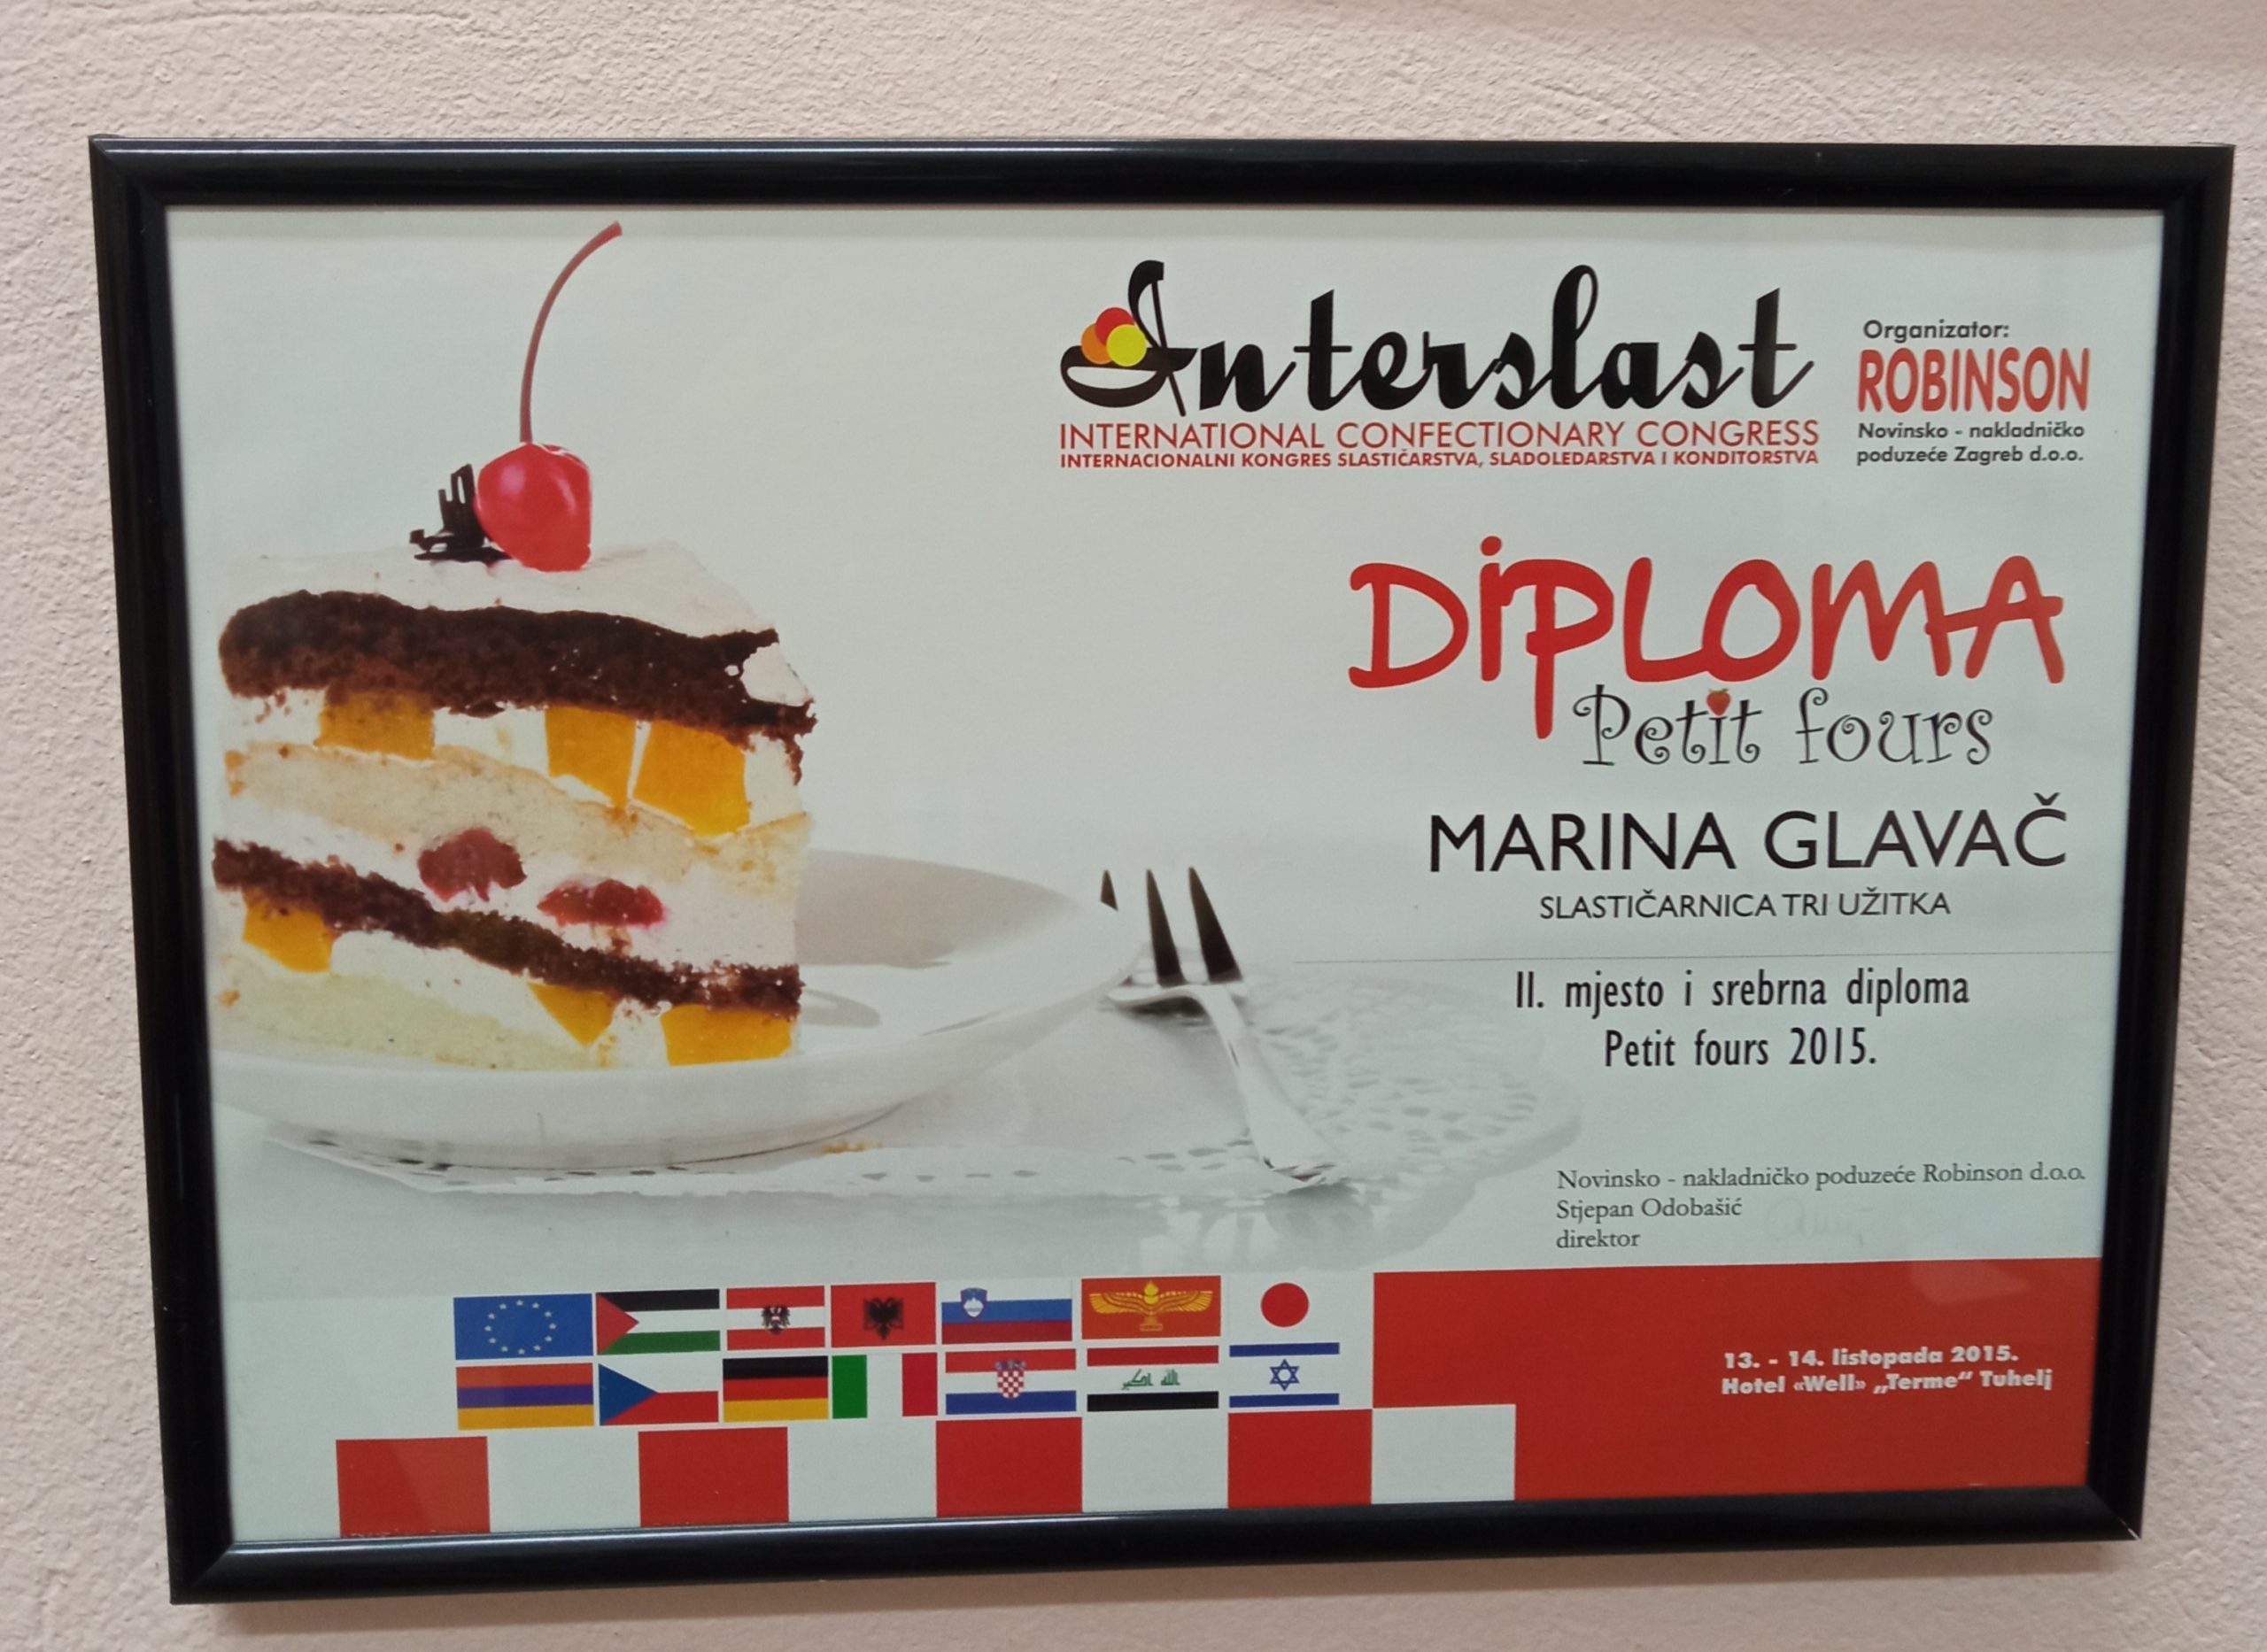 Interslast
INTERNATIONAL CONFECTIONARY CONGRESS
INTERNACIONALNI KONGRES SLASTIČARSTVA, SLADOLEDARSTVA I KONDITORSTVA
Organizator:
ROBINSON
Novinsko - nakladničko
poduzeće Zagreb d.o.o.
DiPLOMA
Petit fours
MARINA GLAVAČ
SLASTIČARNICA TRI UŽITKA
II. mjesto i srebrna diploma
Petit fours 2015.
Novinsko - nakladničko poduzeće Robinson d.o.o.
Stjepan Odobašić
direktor
الله اكبر
13. - 14. listopada 2015.
Hotel «Well» „Terme“ Tuhelj